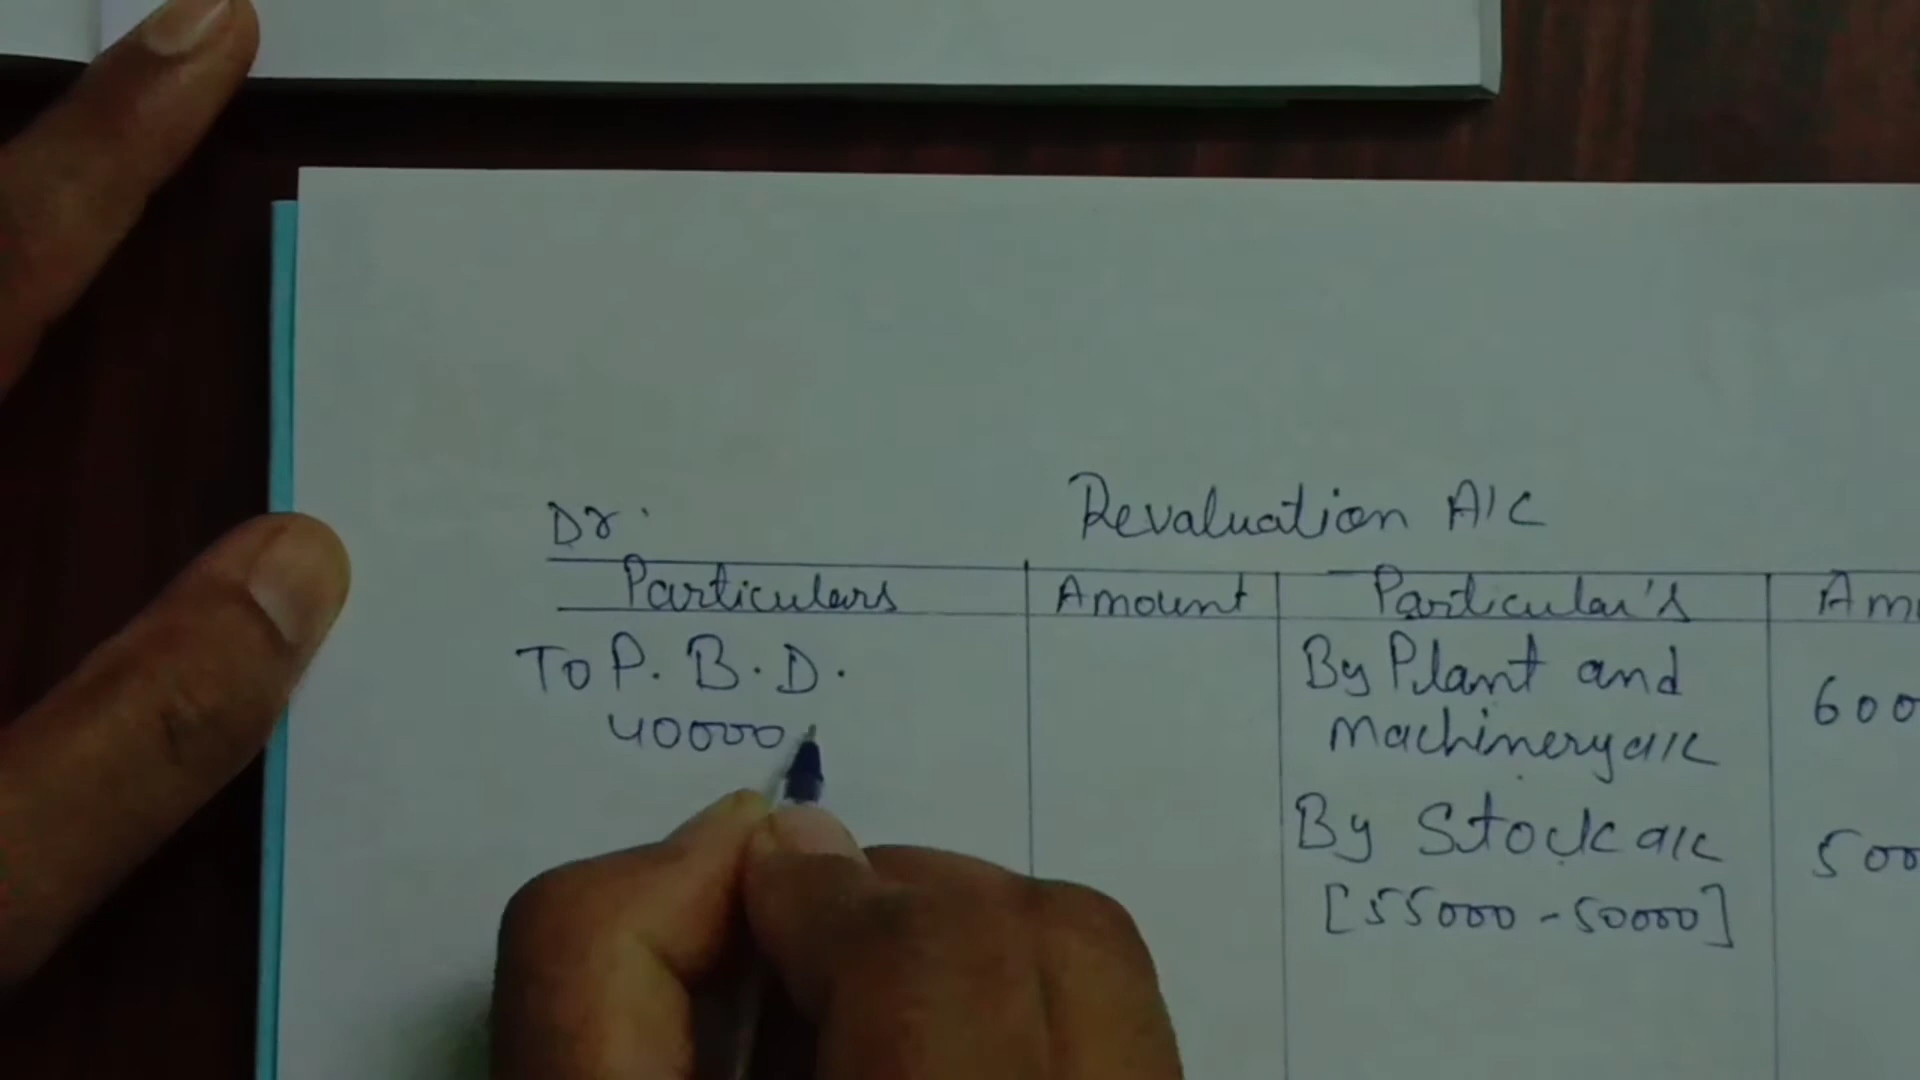 Dr.
Revaluation A/C
Particulars Amount Particular's
To P. B. D. By Plant and
40000 Machinery a/c
By Stock a/c
[55000 - 50000]